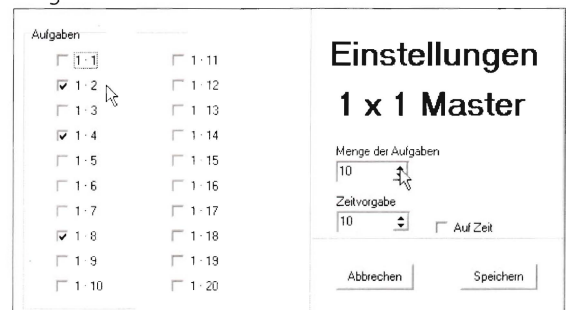 Aufgaben
1 · 1
1 · 2
1 · 3
1 · 4
1 · 5
1 · 6
1 · 7
1 · 8
1 · 9
1 · 10
1 · 11
1 · 12
1 13
1 · 14
1 · 15
1 · 16
1 · 17
1 · 18
1 · 19
1 · 20
Einstellungen
1 x 1 Master
Menge der Aufgaben
10
Zeitvorgabe
10
Auf Zeit
Abbrechen
Speichern